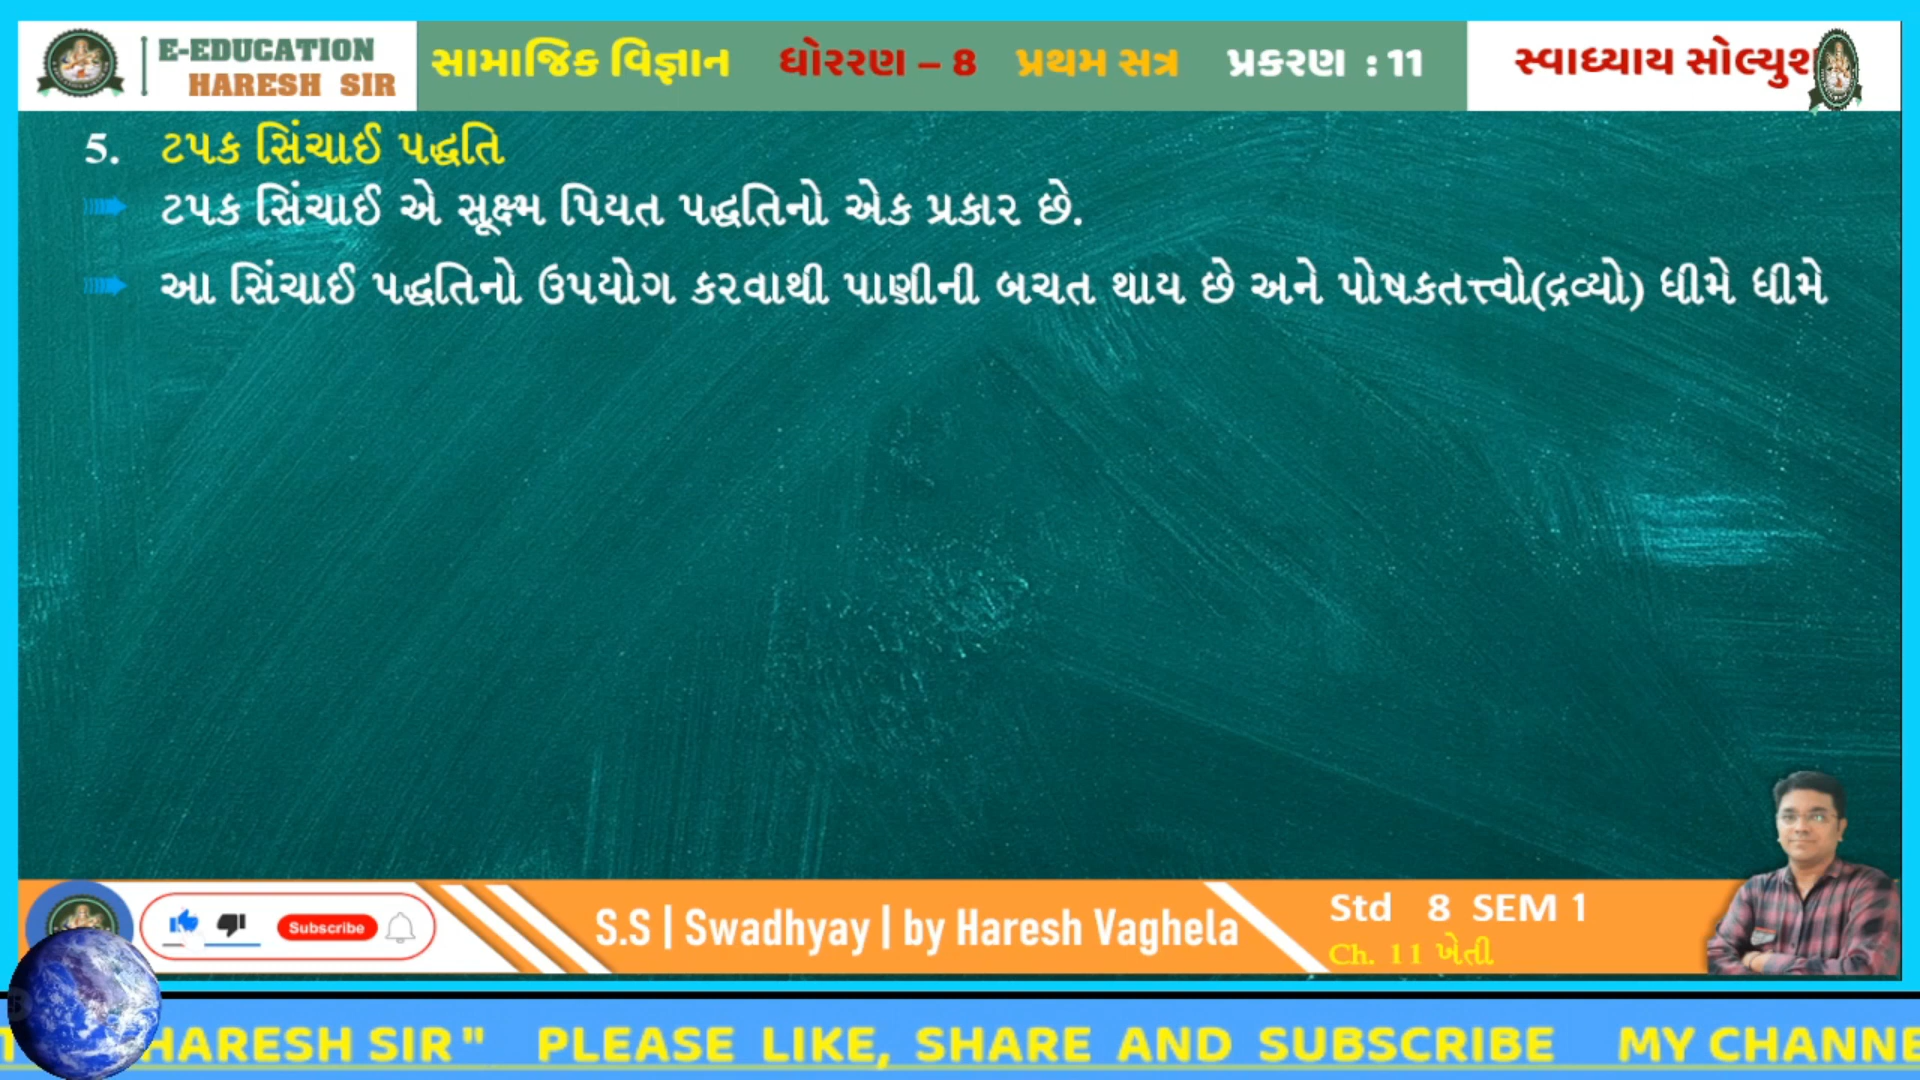 E-EDUCATION
HARESH SIR
સામાજિક વિજ્ઞાન ધોરરણ – 8 પ્રથમ સત્ર પ્રકરણ : 11
સ્વાધ્યાય
5. ટપક સિંચાઈ પદ્ધતિ
ટપક સિંચાઈ એ સૂક્ષ્મ પિયત પદ્ધતિનો એક પ્રકાર છે.
આ સિંચાઈ પદ્ધતિનો ઉપયોગ કરવાથી પાણીની બચત થાય છે અને પોષકતત્ત્વો(દ્રવ્યો) ધીમે ધીમે
Subscribe
S.S | Swadhyay | by Haresh Vaghela
Std 8 SEM 1
Ch. 11 ખેતી
HARESH SIR " PLEASE LIKE, SHARE AND SUBSCRIBE MY CHANNE